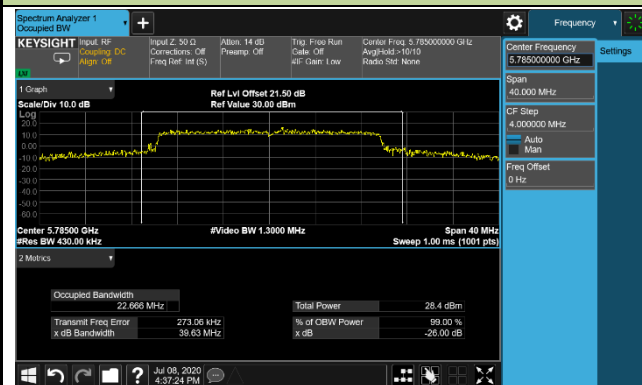 Spectrum Analyzer 1
Occupied BW
Frequency
KEYSIGHT
Input: RF
Coupling: DC
Align: Off
Input Z: 50 Ω
Corrections: Off
Freq Ref: Int (S)
Atten: 14 dB
Preamp: Off
Trig: Free Run
Gate: Off
#IF Gain: Low
Center Freq: 5.785000000 GHz
Avg|Hold:>10/10
Radio Std: None
LXI
Center Frequency
5.785000000 GHz
Settings
Span
40.000 MHz
CF Step
4.000000 MHz
Auto
Man
Freq Offset
0 Hz
1 Graph
Scale/Div 10.0 dB
Ref Lvl Offset 21.50 dB
Ref Value 30.00 dBm
Log
20.0
10.0
0.00
-10.0
-20.0
-30.0
-40.0
-50.0
-60.0
Center 5.78500 GHz
#Video BW 1.3000 MHz
Span 40 MHz
#Res BW 430.00 kHz
Sweep 1.00 ms (1001 pts)
2 Metrics
Occupied Bandwidth
22.666 MHz
Total Power 28.4 dBm
Transmit Freq Error 273.06 kHz
% of OBW Power 99.00 %
x dB Bandwidth 39.63 MHz
x dB -26.00 dB
Jul 08, 2020
4:37:24 PM